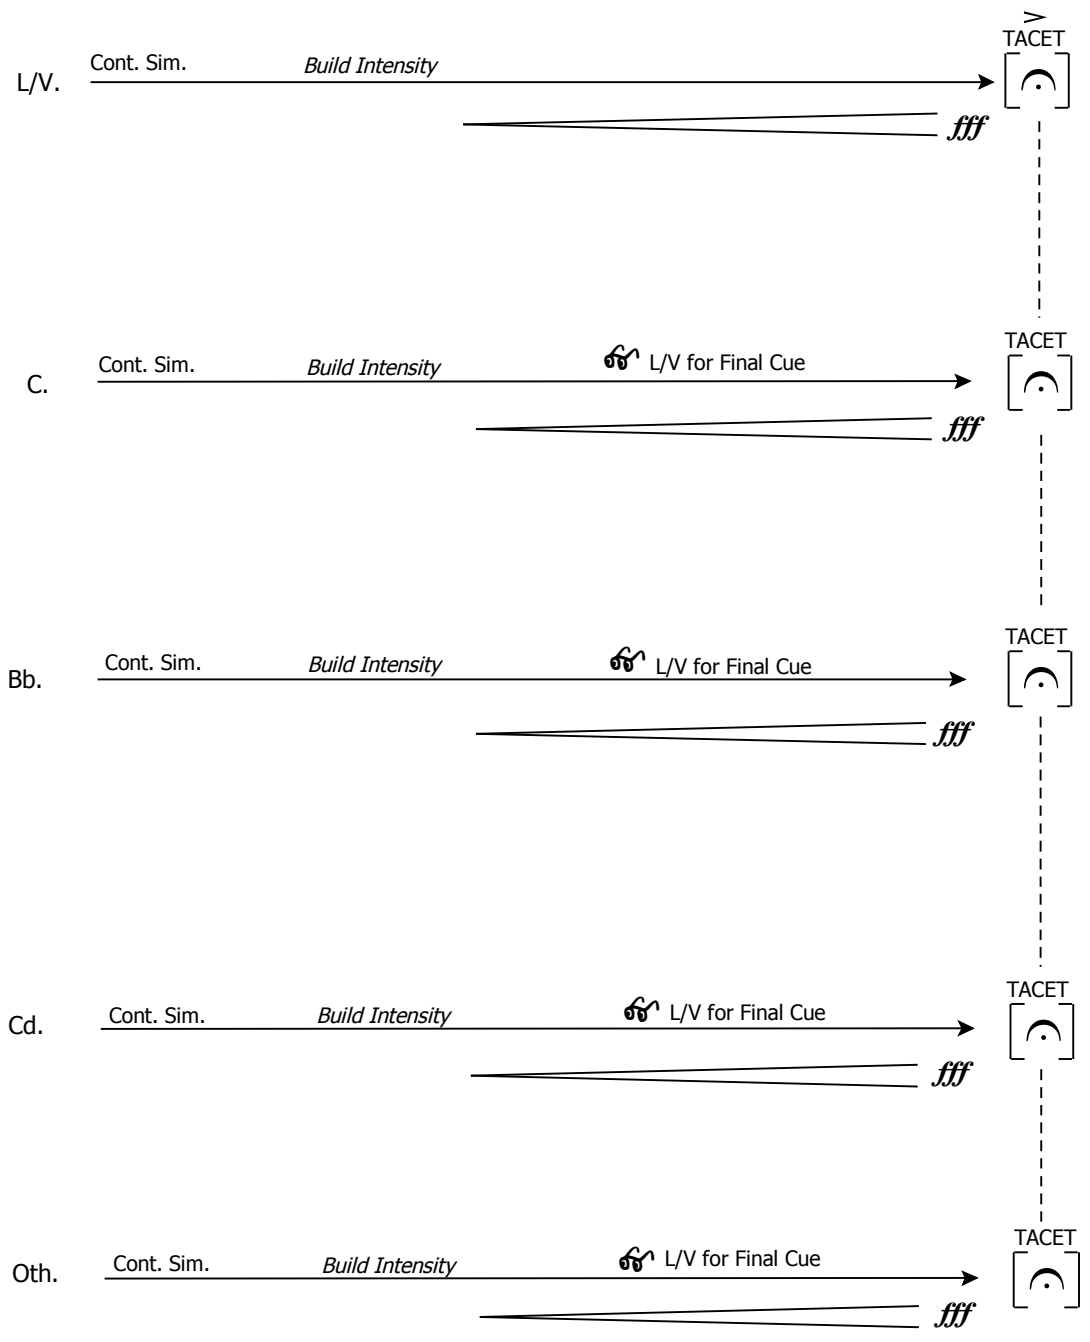 >
TACET
L/V. Cont. Sim. Build Intensity
fff
TACET
C. Cont. Sim. Build Intensity L/V for Final Cue
fff
TACET
Bb. Cont. Sim. Build Intensity L/V for Final Cue
fff
TACET
Cd. Cont. Sim. Build Intensity L/V for Final Cue
fff
TACET
Oth. Cont. Sim. Build Intensity L/V for Final Cue
fff